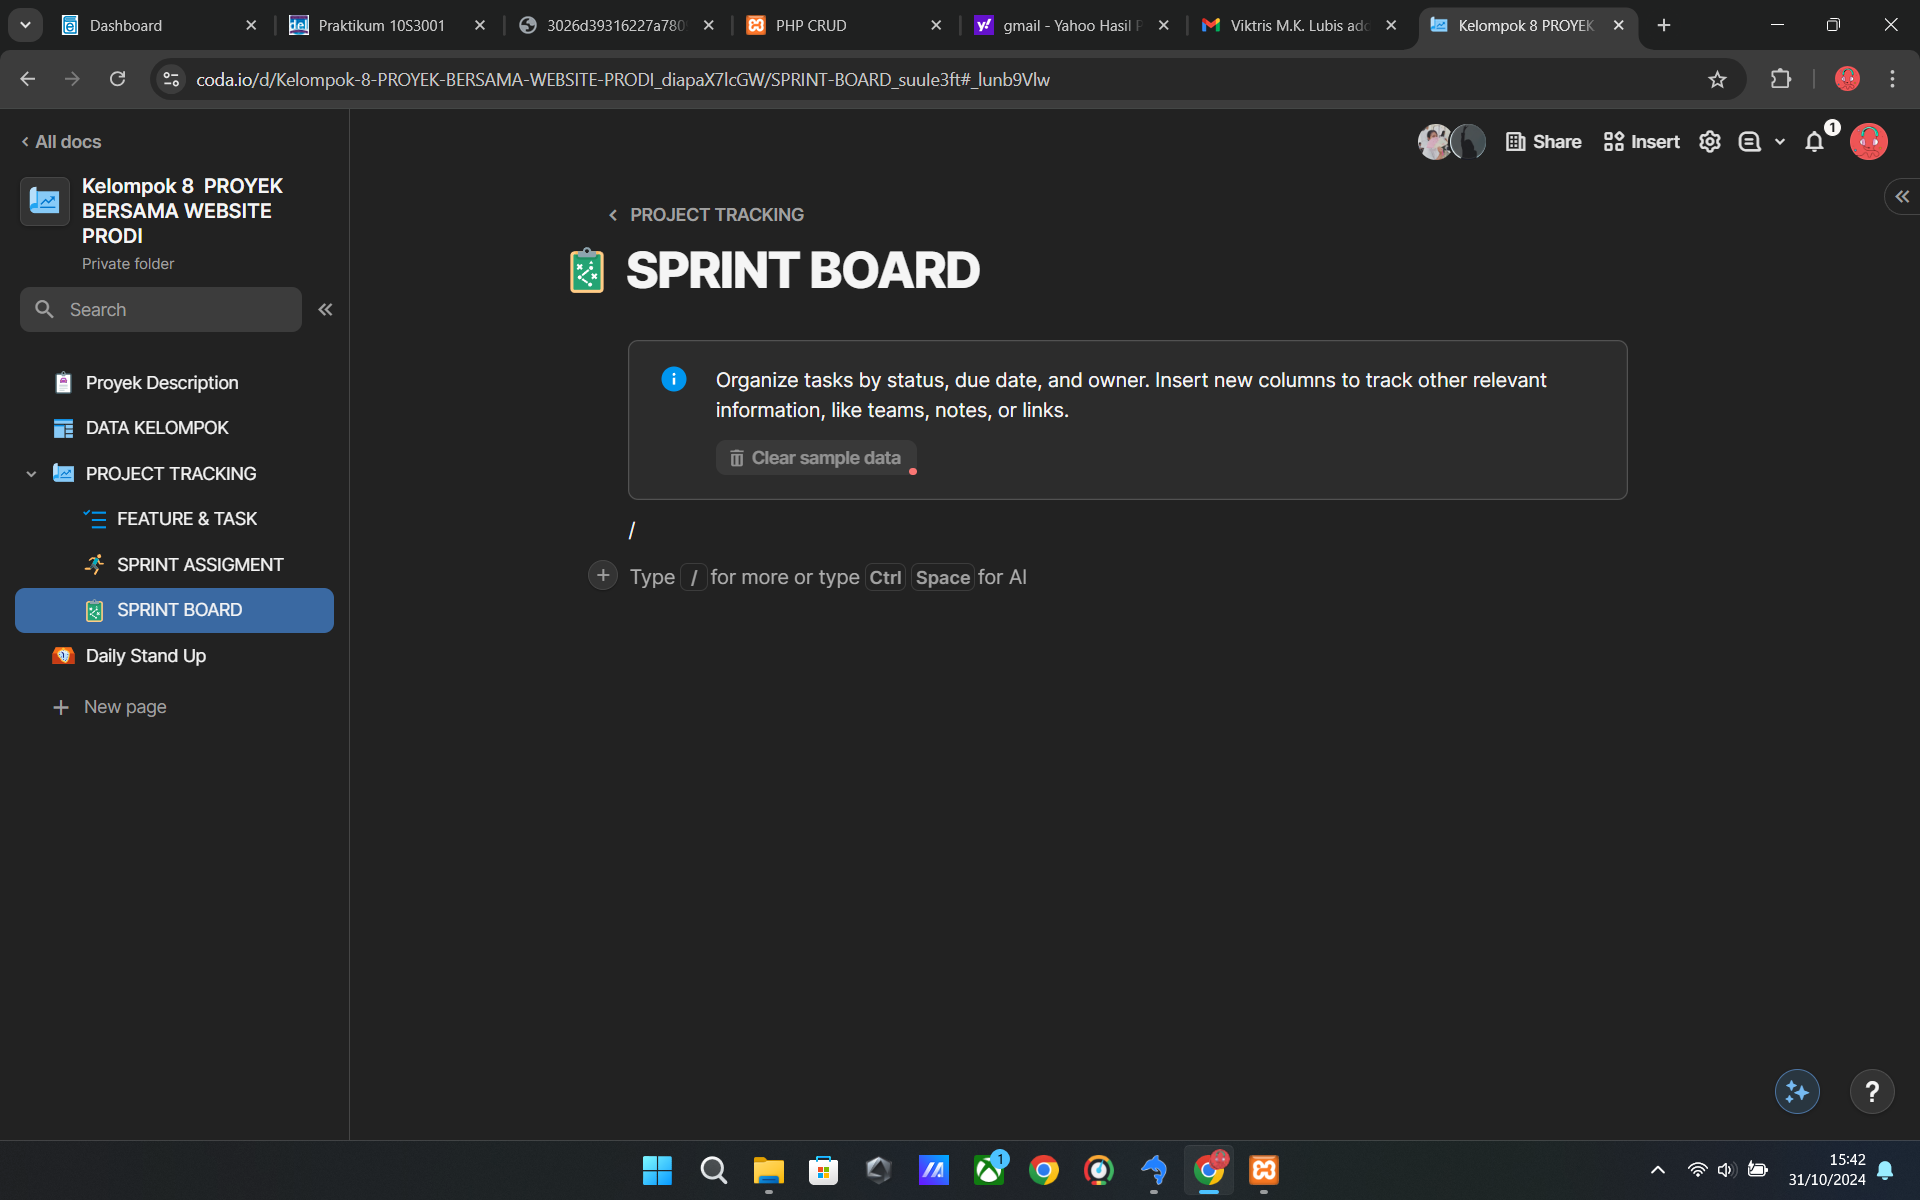 Dashboard
Praktikum 10S3001
3026d39316227a780
PHP CRUD
gmail - Yahoo Hasil P
Viktris M.K. Lubis add
Kelompok 8 PROYEK
coda.io/d/Kelompok-8-PROYEK-BERSAMA-WEBSITE-PRODI_diapaX7lcGW/SPRINT-BOARD_suule3ft#_lunb9Vlw
All docs
Kelompok 8 PROYEK
BERSAMA WEBSITE
PRODI
Private folder
Search
Proyek Description
DATA KELOMPOK
PROJECT TRACKING
FEATURE & TASK
SPRINT ASSIGMENT
SPRINT BOARD
Daily Stand Up
New page
Share
Insert
1
PROJECT TRACKING
SPRINT BOARD
Organize tasks by status, due date, and owner. Insert new columns to track other relevant
information, like teams, notes, or links.
Clear sample data
/
Type / for more or type Ctrl Space for AI
?
1
15:42
31/10/2024